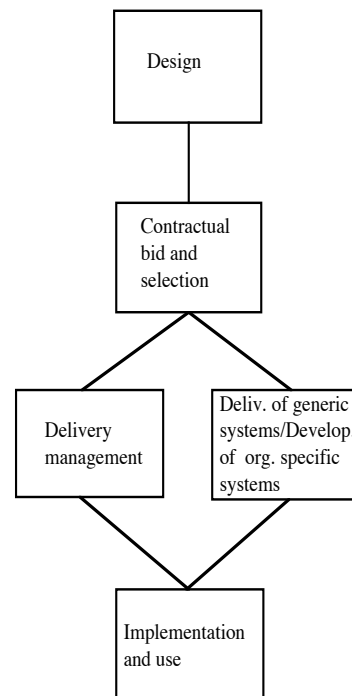 Design
Contractual
bid and
selection
Delivery
management
Deliv. of generic
systems/Develop.
of org. specific
systems
Implementation
and use